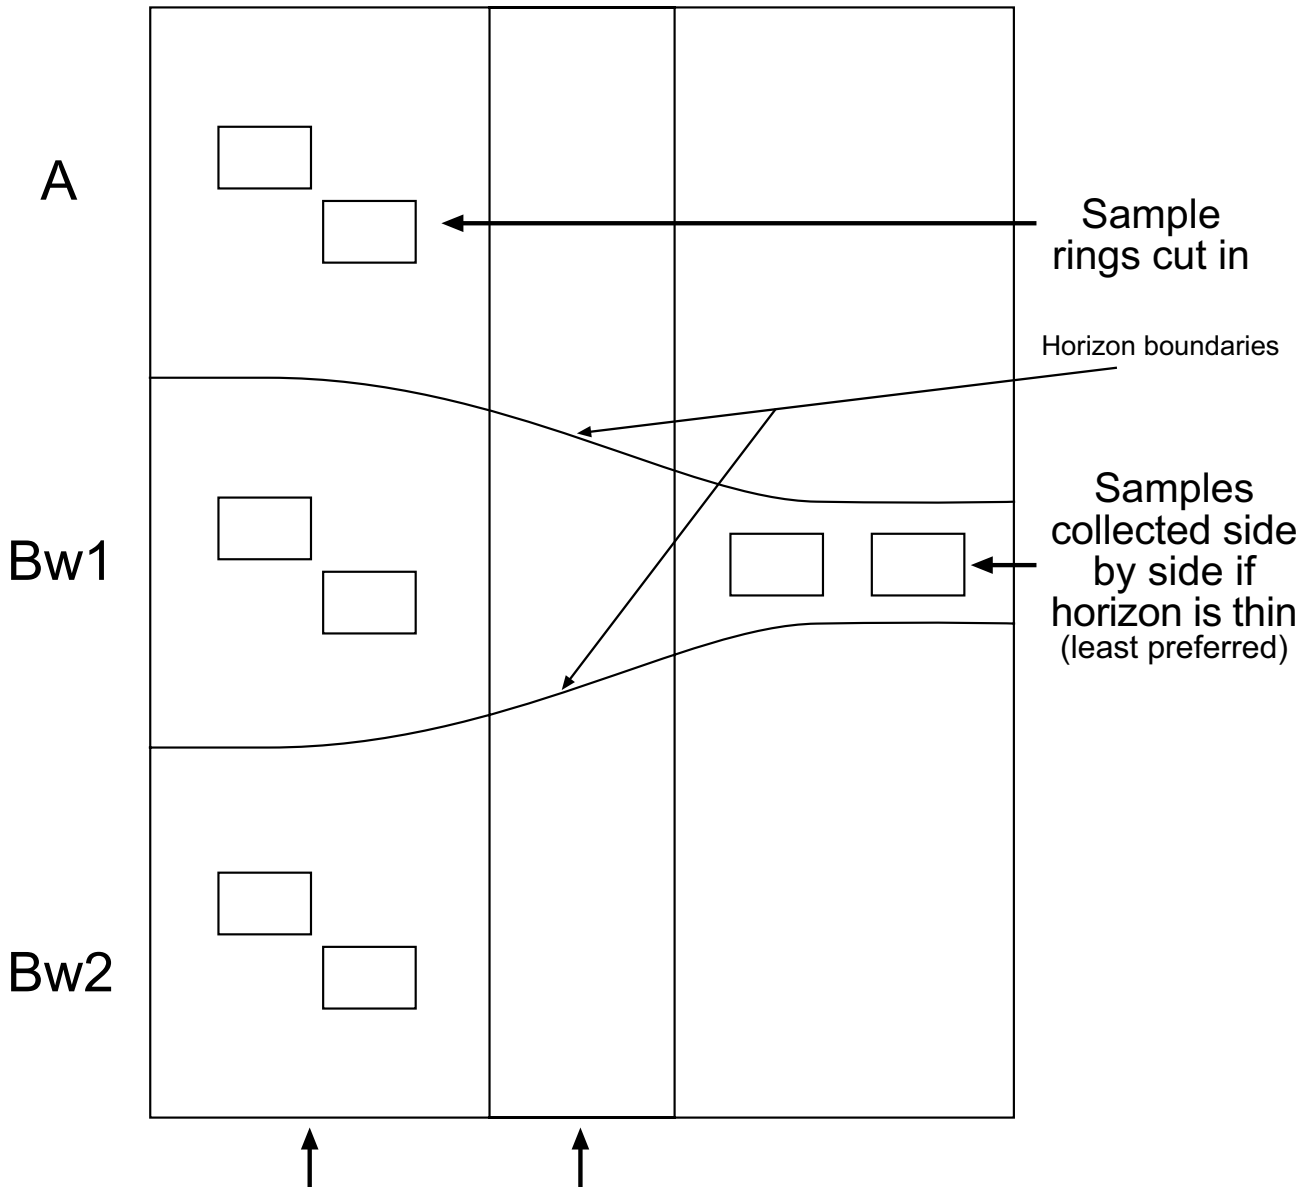 A
Sample
rings cut in
Horizon boundaries
Samples
collected side
by side if
horizon is thin
(least preferred)
Bw1
Bw2